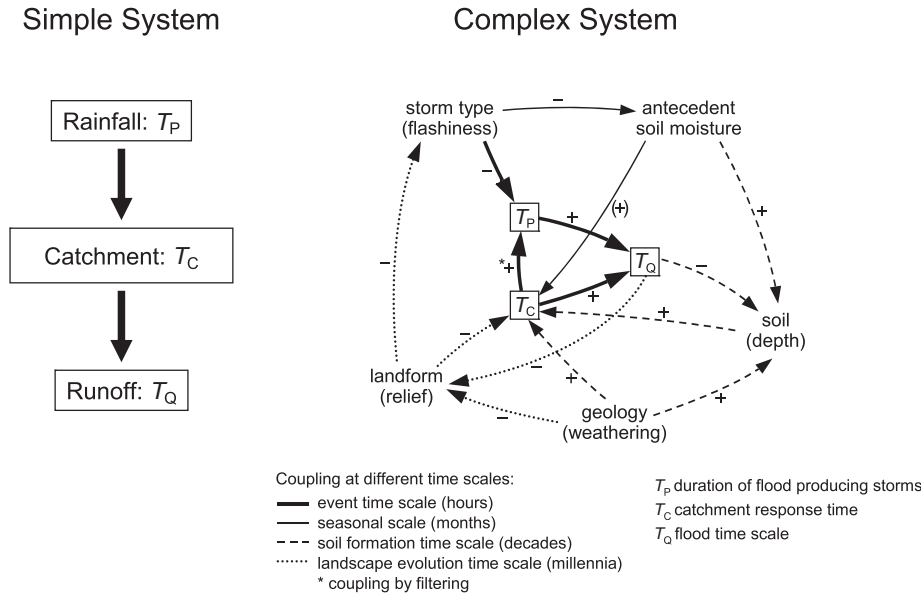 Simple System
Complex System
Rainfall: TP
Catchment: TC
Runoff: TQ
storm type
(flashiness)
–
antecedent
soil moisture
–
TP
+
(+)
+
–
*+
TQ
–
TC
+
+
soil
(depth)
–
landform
(relief)
–
+
+
–
geology
(weathering)
Coupling at different time scales:
event time scale (hours)
seasonal scale (months)
soil formation time scale (decades)
landscape evolution time scale (millennia)
* coupling by filtering
TP duration of flood producing storms
TC catchment response time
TQ flood time scale